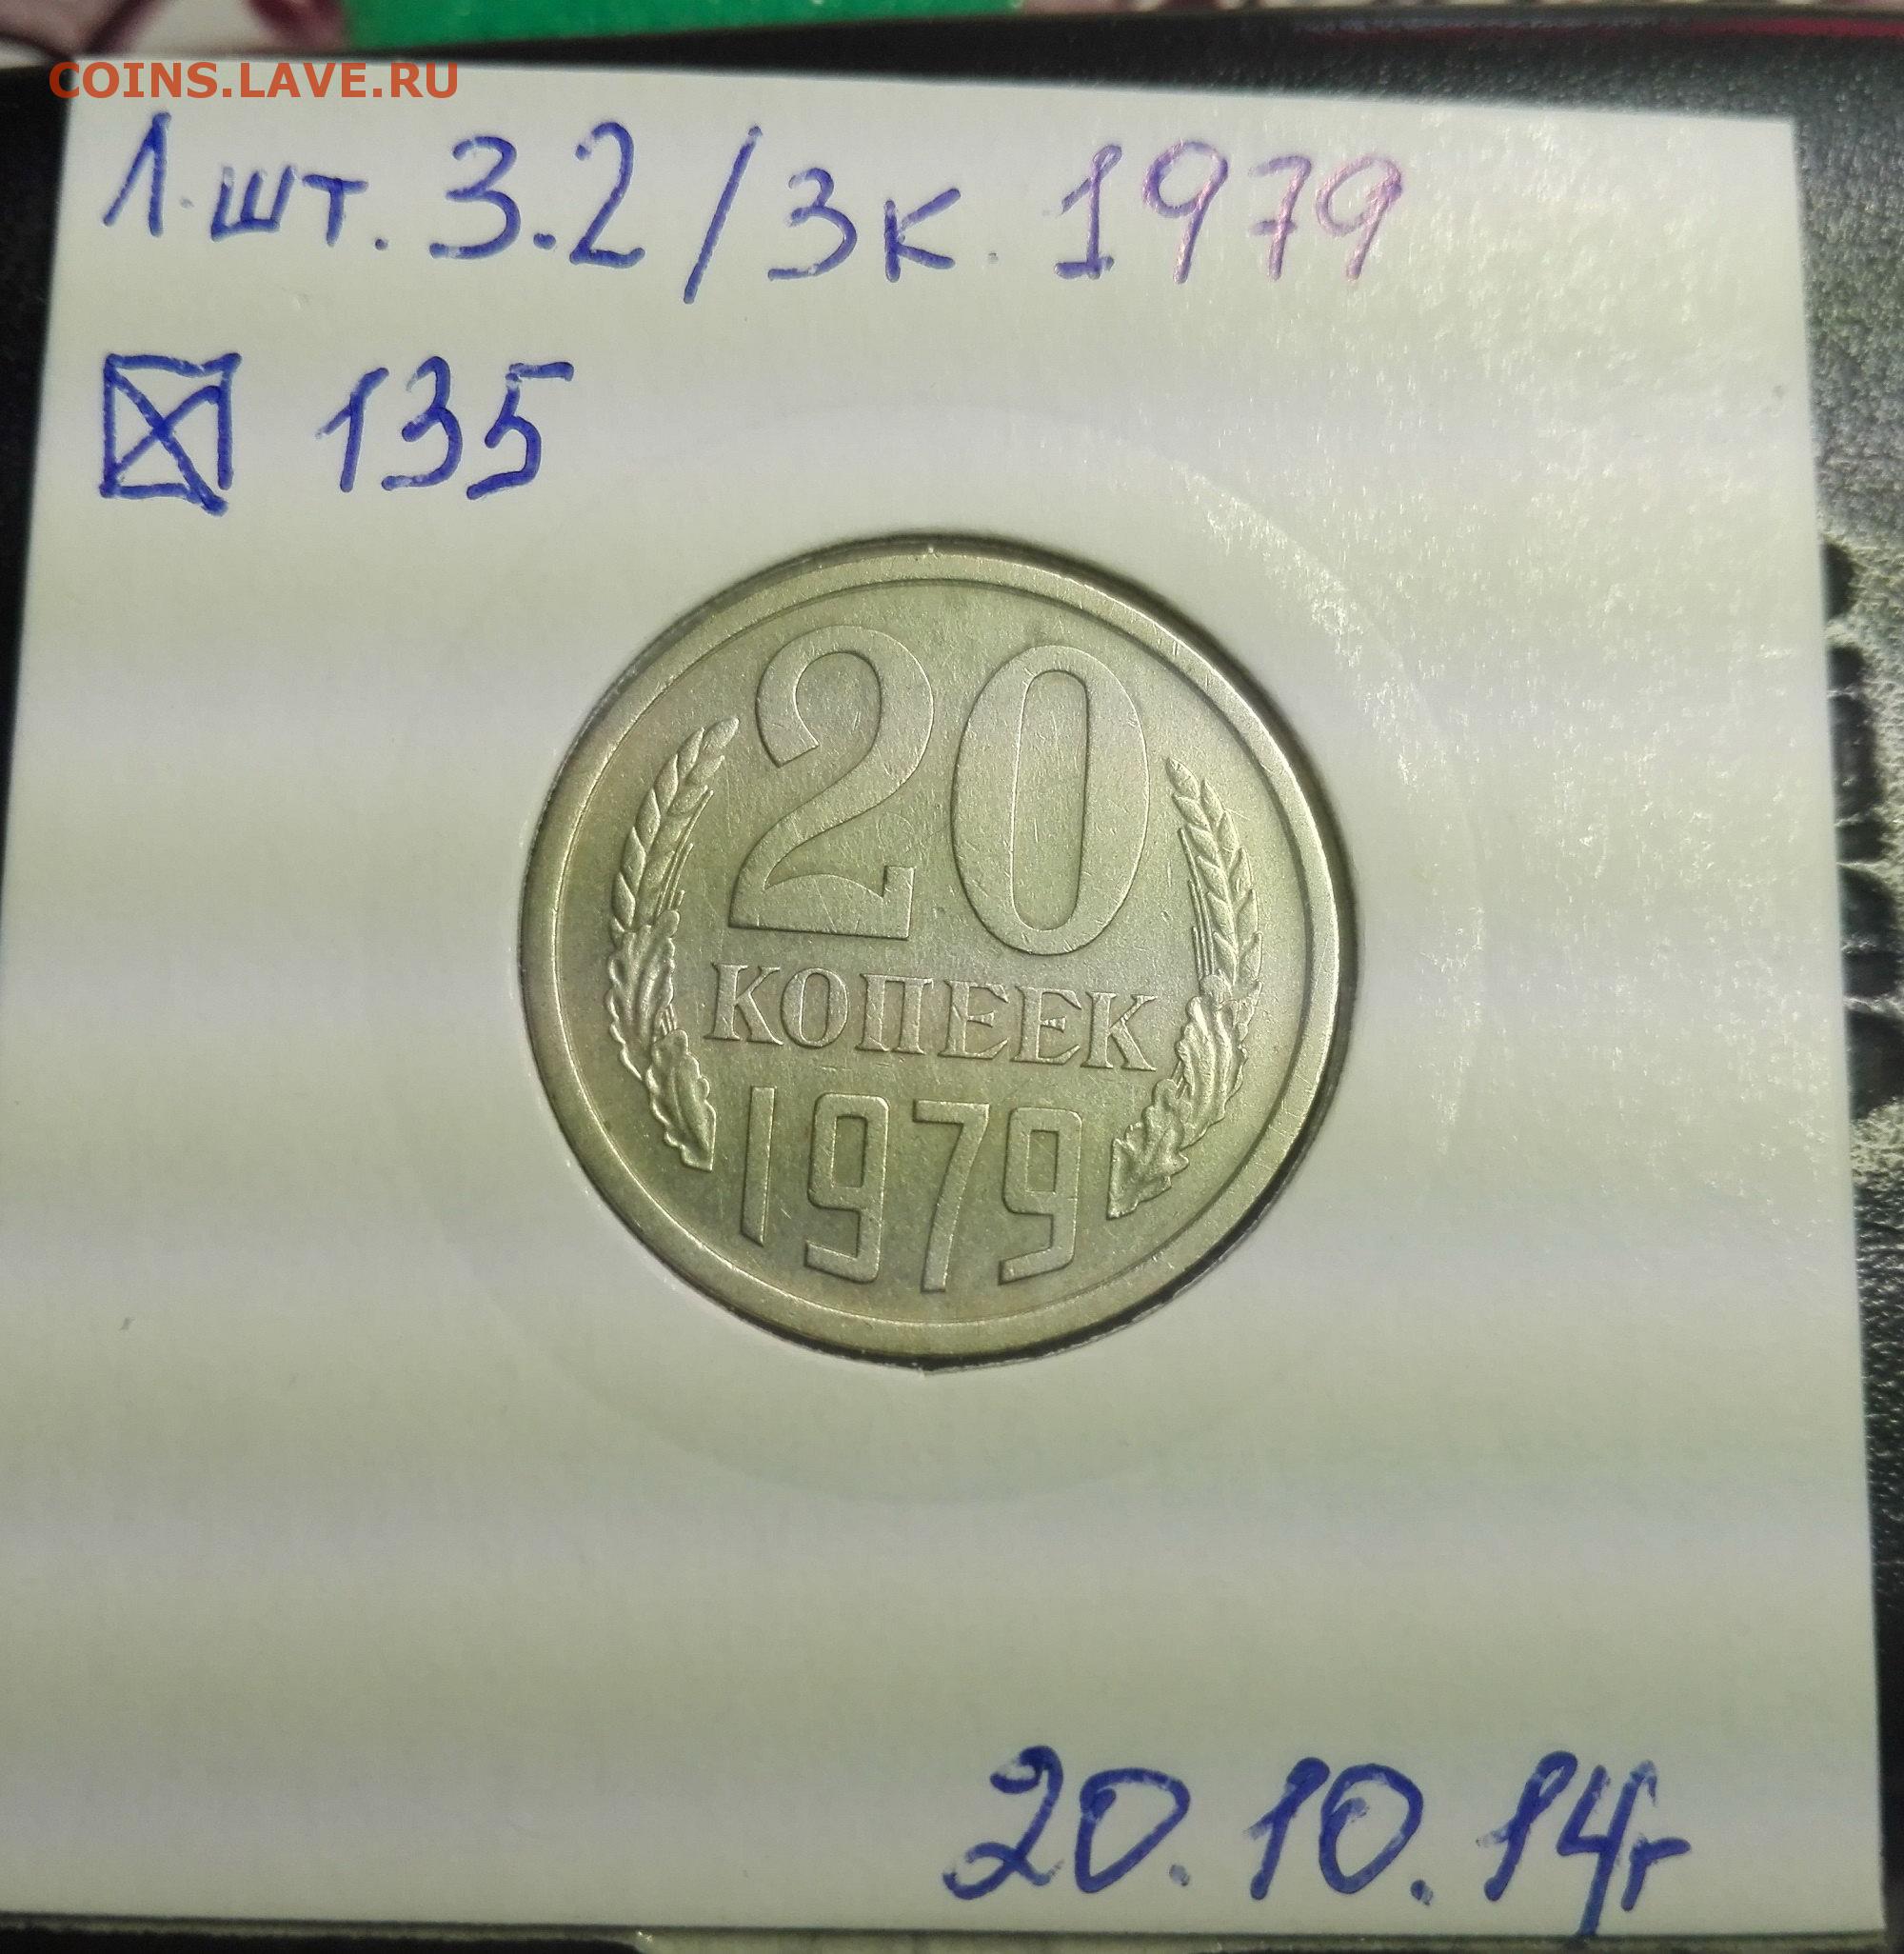 COINS.LAVE.RU
1 шт. 3.2/3к. 1979
135
20
КОПЕЕК
1979
20.10.14г